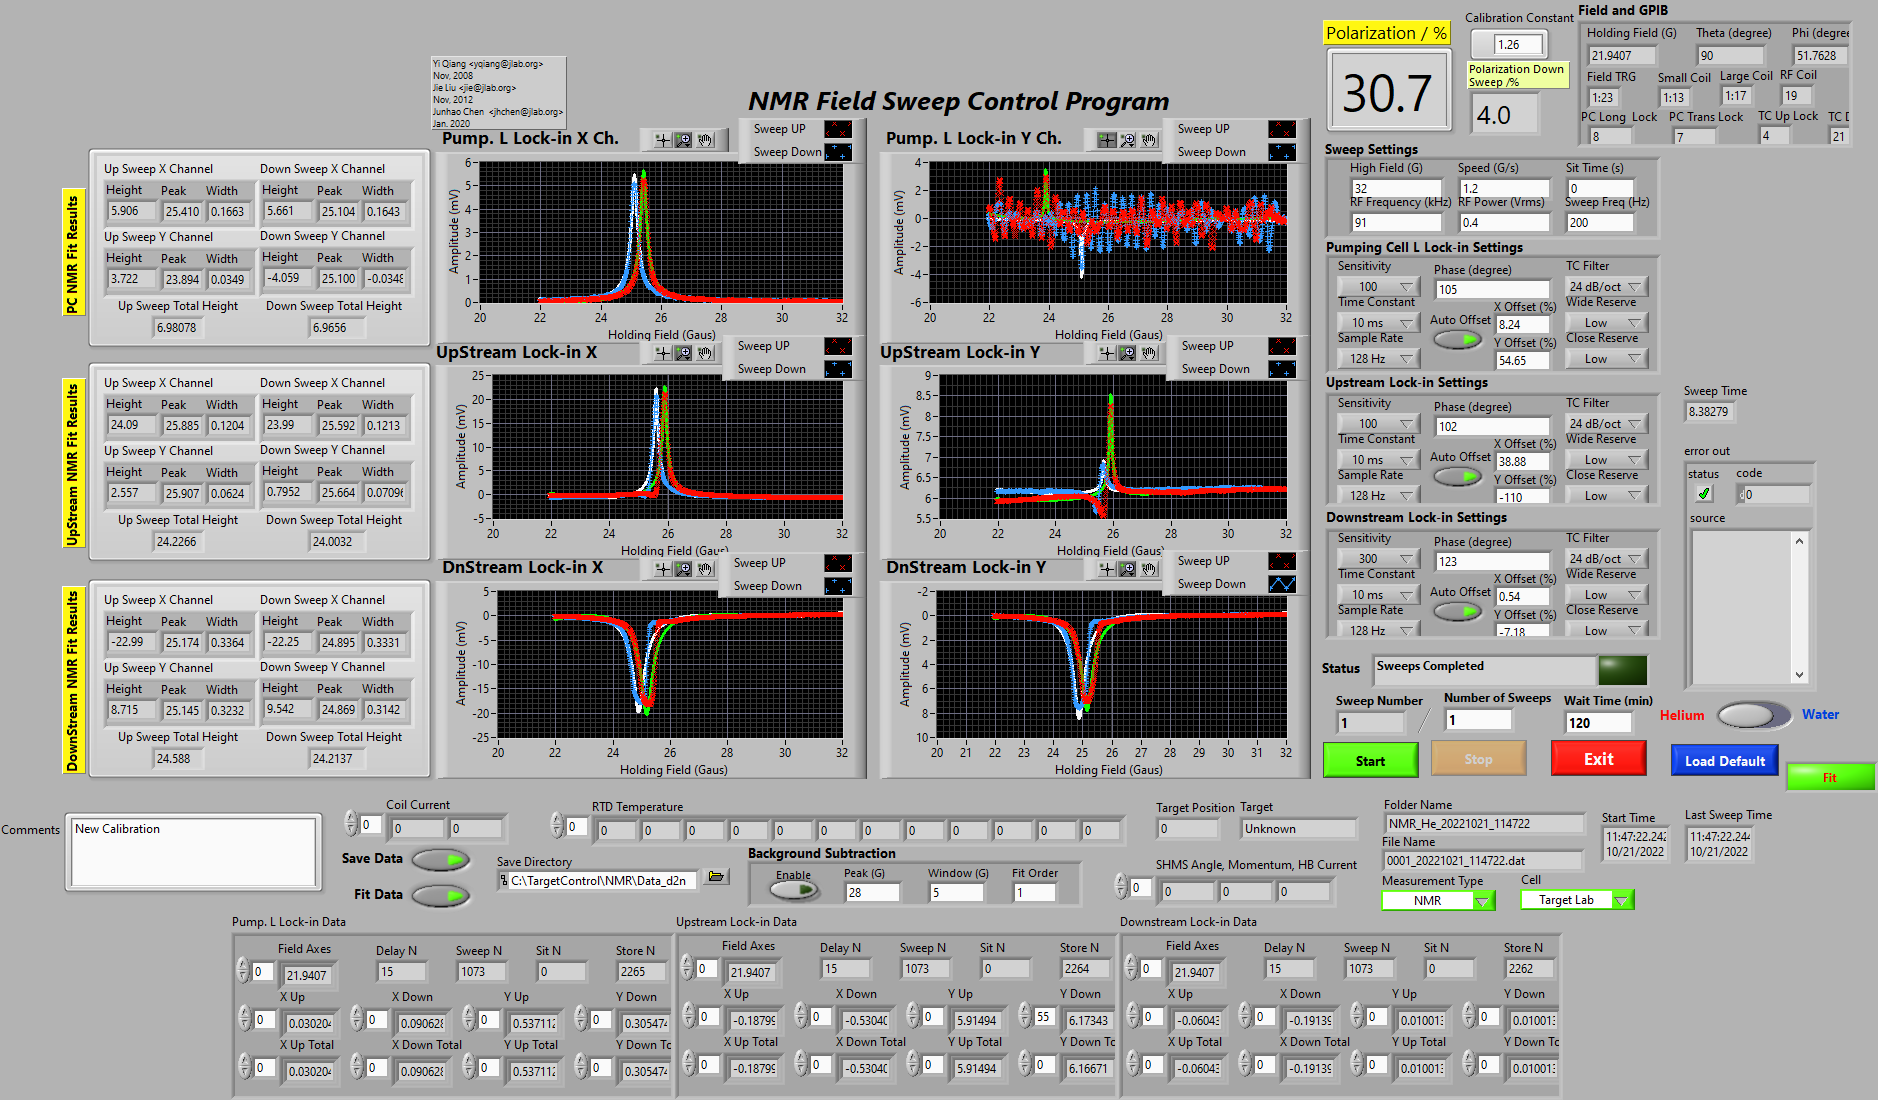 Yi Qiang <yqiang@jlab.org>
Nov, 2008
Jie Liu <jie@jlab.org>
Nov, 2012
Junhao Chen <jhchen@jlab.org>
Jan. 2020
NMR Field Sweep Control Program
Polarization / %
30.7
Calibration Constant
1.26
Polarization Down
Sweep /%
4.0
Field and GPIB
Holding Field (G) Theta (degree) Phi (degree
21.9407 90 51.7628
Field TRG Small Coil Large Coil RF Coil
1:23 1:13 1:17 19
PC Long Lock PC Trans Lock TC Up Lock TC D
8 7 4 21
PC NMR Fit Results
Up Sweep X Channel Down Sweep X Channel
Height Peak Width Height Peak Width
5.906 25.410 0.1663 5.661 25.104 0.1643
Up Sweep Y Channel Down Sweep Y Channel
Height Peak Width Height Peak Width
3.722 23.894 0.0349 -4.059 25.100 -0.0348
Up Sweep Total Height Down Sweep Total Height
6.98078 6.9656
UpStream NMR Fit Results
Up Sweep X Channel Down Sweep X Channel
Height Peak Width Height Peak Width
24.09 25.885 0.1204 23.99 25.592 0.1213
Up Sweep Y Channel Down Sweep Y Channel
Height Peak Width Height Peak Width
2.557 25.907 0.0624 0.7952 25.664 0.07096
Up Sweep Total Height Down Sweep Total Height
24.2266 24.0032
DownStream NMR Fit Results
Up Sweep X Channel Down Sweep X Channel
Height Peak Width Height Peak Width
-22.99 25.174 0.3364 -22.25 24.895 0.3331
Up Sweep Y Channel Down Sweep Y Channel
Height Peak Width Height Peak Width
8.715 25.145 0.3232 9.542 24.869 0.3142
Up Sweep Total Height Down Sweep Total Height
24.588 24.2137
Pump. L Lock-in X Ch.
Sweep UP
Sweep Down
Amplitude (mV)
6
5
4
3
2
1
0
20 22 24 26 28 30 32
Holding Field (Gaus)
Pump. L Lock-in Y Ch.
Sweep UP
Sweep Down
Amplitude (mV)
4
2
0
-2
-4
-6
20 22 24 26 28 30 32
Holding Field (Gaus)
UpStream Lock-in X
Sweep UP
Sweep Down
Amplitude (mV)
25
20
15
10
5
0
-5
20 22 24 26 28 30 32
Holding Field (Gaus)
UpStream Lock-in Y
Sweep UP
Sweep Down
Amplitude (mV)
9
8.5
8
7.5
7
6.5
6
5.5
20 22 24 26 28 30 32
Holding Field (Gaus)
DnStream Lock-in X
Sweep UP
Sweep Down
Amplitude (mV)
5
0
-5
-10
-15
-20
-25
20 22 24 26 28 30 32
Holding Field (Gaus)
DnStream Lock-in Y
Sweep UP
Sweep Down
Amplitude (mV)
-2
0
2
4
6
8
10
20 21 22 23 24 25 26 27 28 29 30 31 32
Holding Field (Gaus)
Sweep Settings
High Field (G) Speed (G/s) Sit Time (s)
32 1.2 0
RF Frequency (kHz) RF Power (Vrms) Sweep Freq (Hz)
91 0.4 200
Pumping Cell L Lock-in Settings
Sensitivity Phase (degree) TC Filter
100 105 24 dB/oct
Time Constant X Offset (%) Wide Reserve
10 ms Auto Offset 8.24 Low
Sample Rate Y Offset (%) Close Reserve
128 Hz 54.65 Low
Upstream Lock-in Settings
Sensitivity Phase (degree) TC Filter
100 102 24 dB/oct
Time Constant X Offset (%) Wide Reserve
10 ms Auto Offset 38.88 Low
Sample Rate Y Offset (%) Close Reserve
128 Hz -110 Low
Downstream Lock-in Settings
Sensitivity Phase (degree) TC Filter
300 123 24 dB/oct
Time Constant X Offset (%) Wide Reserve
10 ms Auto Offset 0.54 Low
Sample Rate Y Offset (%) Close Reserve
128 Hz -7.18 Low
Sweep Time
8.38279
error out
status code
0
source
Status Sweeps Completed
Sweep Number Number of Sweeps Wait Time (min)
1 / 1 120
Helium Water
Start Stop Exit Load Default Fit
Comments New Calibration
Coil Current
0 0 0
Save Data
Fit Data
RTD Temperature
0 0 0 0 0 0 0 0 0 0 0 0 0
Save Directory
C:\TargetControl\NMR\Data_d2n
Background Subtraction
Enable Peak (G) Window (G) Fit Order
28 5 1
Target Position Target
0 Unknown
SHMS Angle, Momentum, HB Current
0 0 0 0
Folder Name
NMR_He_20221021_114722
File Name
0001_20221021_114722.dat
Measurement Type Cell
NMR Target Lab
Start Time Last Sweep Time
11:47:22.242 11:47:22.244
10/21/2022 10/21/2022
Pump. L Lock-in Data
Field Axes Delay N Sweep N Sit N Store N
0 21.9407 15 1073 0 2265
X Up X Down Y Up Y Down
0 0.030204 0 0.090628 0 0.537112 0 0.305474
X Up Total X Down Total Y Up Total Y Down To
0 0.030204 0 0.090628 0 0.537112 0 0.305474
Upstream Lock-in Data
Field Axes Delay N Sweep N Sit N Store N
0 21.9407 15 1073 0 2264
X Up X Down Y Up Y Down
0 -0.18799 0 -0.53040 0 5.91494 55 6.17343
X Up Total X Down Total Y Up Total Y Down To
0 -0.18799 0 -0.53040 0 5.91494 0 6.16671
Downstream Lock-in Data
Field Axes Delay N Sweep N Sit N Store N
0 21.9407 15 1073 0 2262
X Up X Down Y Up Y Down
0 -0.06043 0 -0.19139 0 0.010013 0 0.010013
X Up Total X Down Total Y Up Total Y Down To
0 -0.06043 0 -0.19139 0 0.010013 0 0.010013